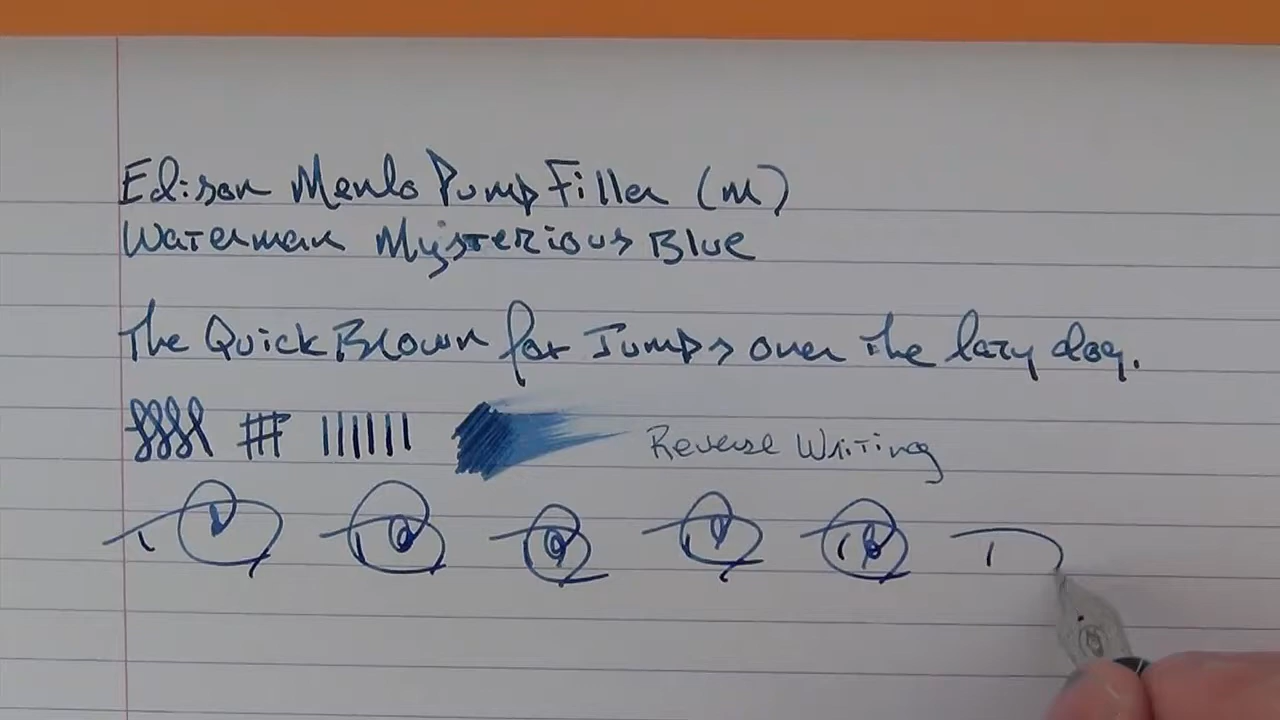 Edison Menlo Pump Filler (M)
Waterman Mysterious Blue
The Quick Brown fox Jumps over the lazy dog.
Reverse Writing